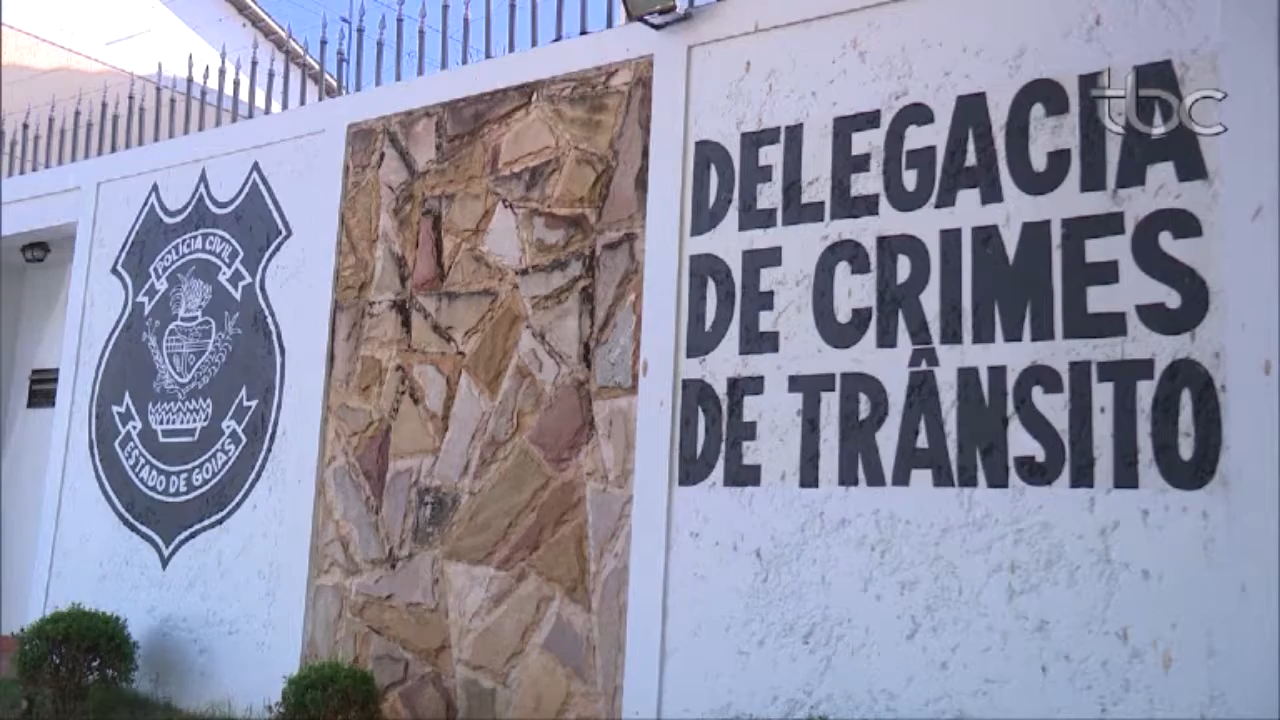 POLÍCIA CIVIL
ESTADO DE GOIÁS
DELEGACIA
DE CRIMES
DE TRÂNSITO
tbc